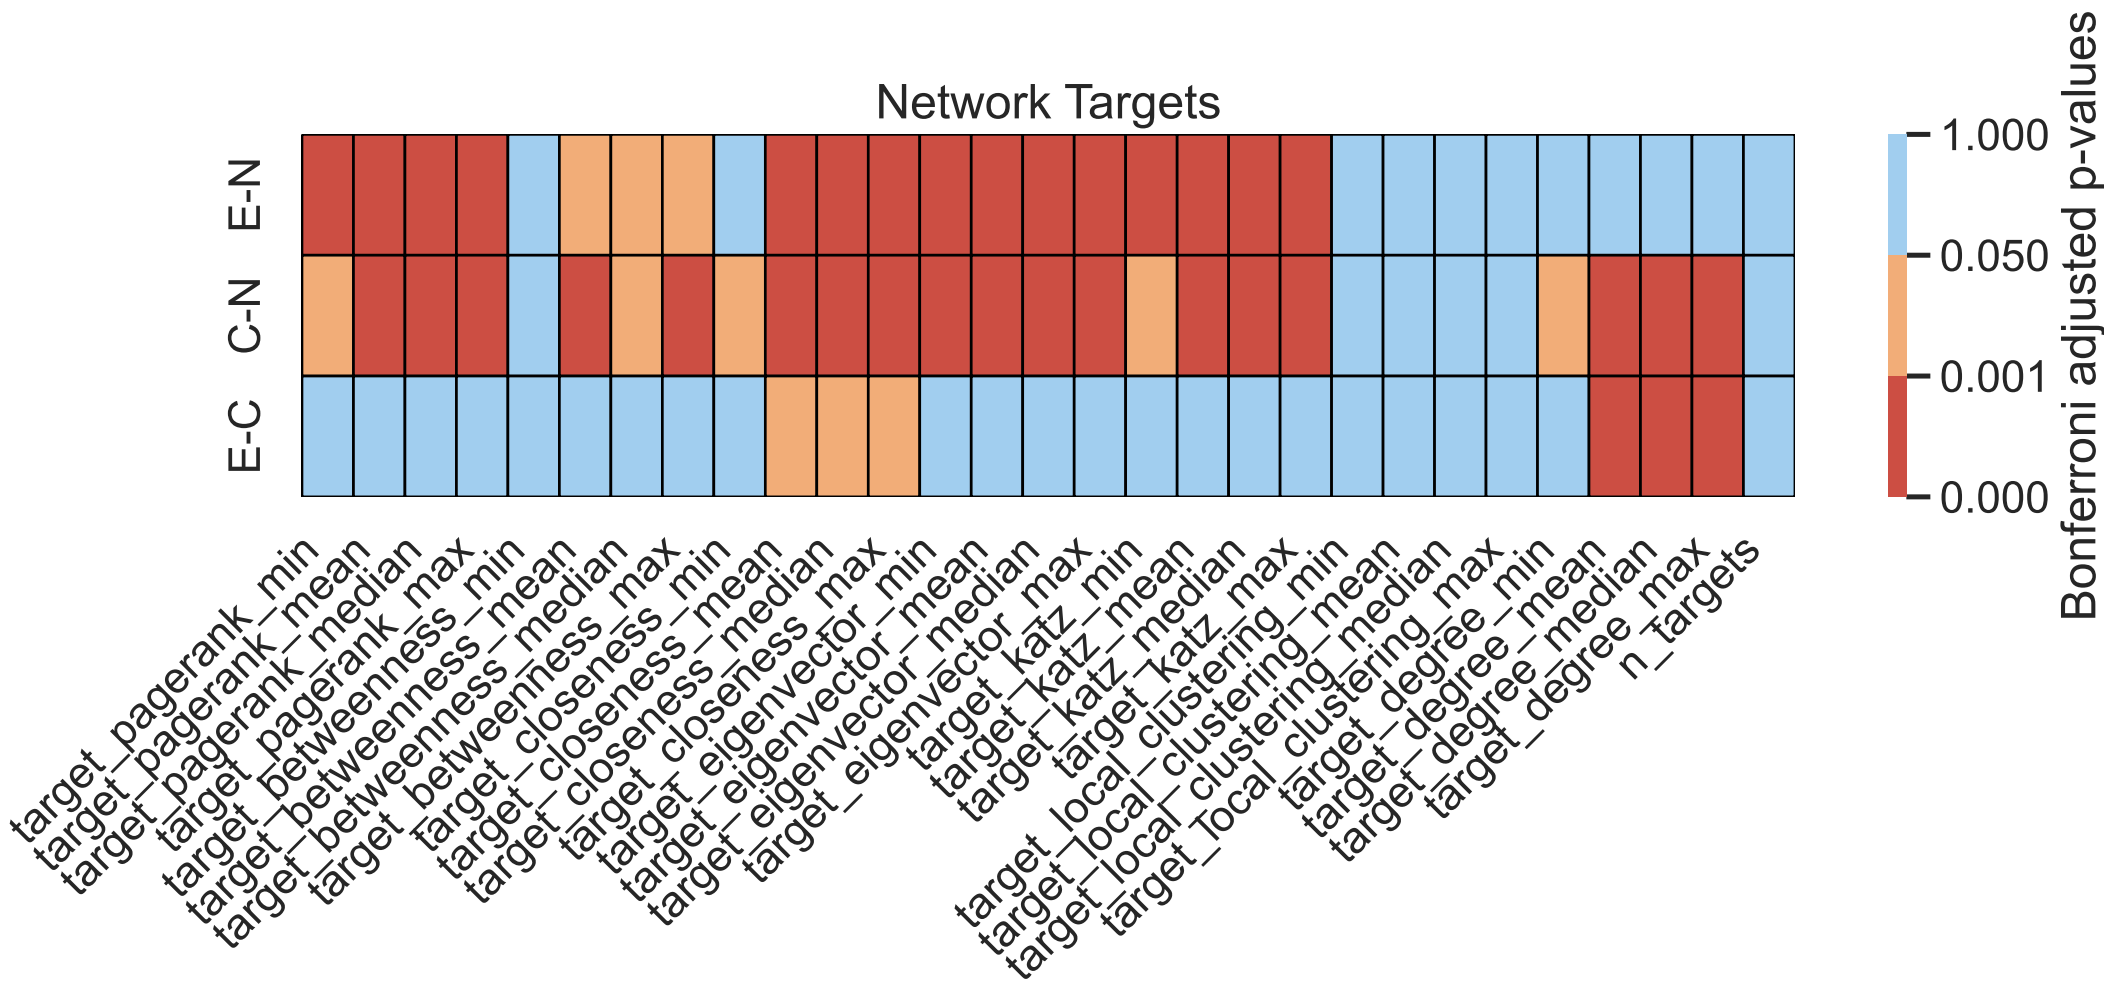 Network Targets
E-N
C-N
E-C
target_pagerank_min
target_pagerank_mean
target_pagerank_median
target_pagerank_max
target_betweenness_min
target_betweenness_mean
target_betweenness_median
target_betweenness_max
target_closeness_min
target_closeness_mean
target_closeness_median
target_closeness_max
target_eigenvector_min
target_eigenvector_mean
target_eigenvector_median
target_eigenvector_max
target_katz_min
target_katz_mean
target_katz_median
target_katz_max
target_local_clustering_min
target_local_clustering_mean
target_local_clustering_median
target_local_clustering_max
target_degree_min
target_degree_mean
target_degree_median
target_degree_max
n_targets
1.000
0.050
0.001
0.000
Bonferroni adjusted p-values